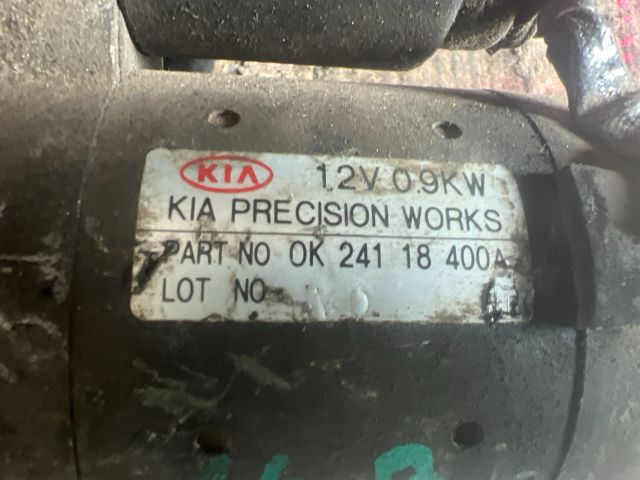 KIA 12V 0.9KW
KIA PRECISION WORKS
PART NO 0K 241 18 400A
LOT NO